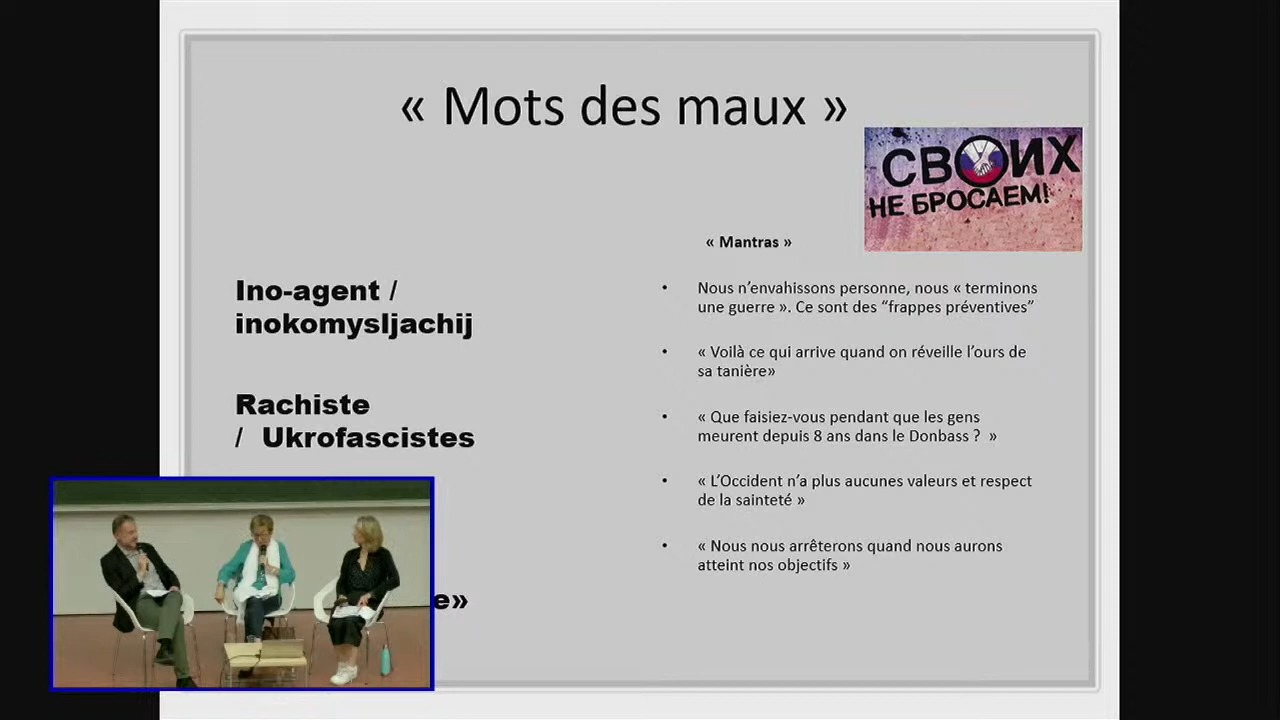 « Mots des maux »
СВОИХ
НЕ БРОСАЕМ!
« Mantras »
Ino-agent /
inokomysljachij
Rachiste
/ Ukrofascistes
e»
• Nous n’envahissons personne, nous « terminons
une guerre ». Ce sont des “frappes préventives”
• « Voilà ce qui arrive quand on réveille l’ours de
sa tanière»
• « Que faisiez-vous pendant que les gens
meurent depuis 8 ans dans le Donbass ? »
• « L’Occident n’a plus aucunes valeurs et respect
de la sainteté »
• « Nous nous arrêterons quand nous aurons
atteint nos objectifs »